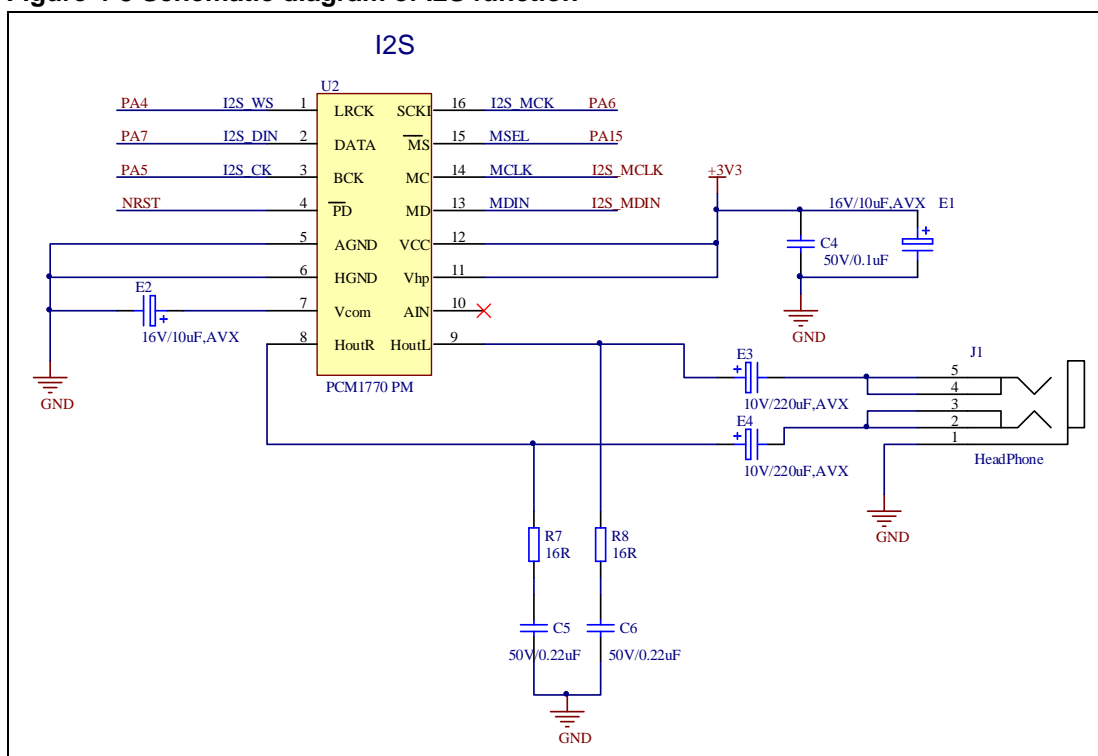 Schematic diagram of I2S function
I2S
U2
PA4 I2S_WS 1 LRCK SCKI 16 I2S_MCK PA6
PA7 I2S_DIN 2 DATA MS 15 MSEL PA15
PA5 I2S_CK 3 BCK MC 14 MCLK I2S_MCLK
NRST 4 PD MD 13 MDIN I2S_MDIN
5 AGND VCC 12
6 HGND Vhp 11
7 Vcom AIN 10
8 HoutR HoutL 9
PCM1770 PM
E2
+
16V/10uF,AVX
GND
+3V3
16V/10uF,AVX E1
+
C4
50V/0.1uF
GND
J1
E3
+
10V/220uF,AVX
E4
+
10V/220uF,AVX
5
4
3
2
1
HeadPhone
GND
R7
16R
R8
16R
C5
50V/0.22uF
C6
50V/0.22uF
GND